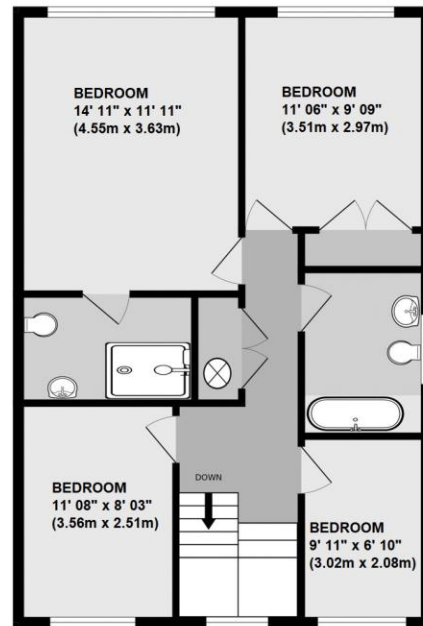 BEDROOM
14' 11" x 11' 11"
(4.55m x 3.63m)
BEDROOM
11' 06" x 9' 09"
(3.51m x 2.97m)
BEDROOM
11' 08" x 8' 03"
(3.56m x 2.51m)
DOWN
BEDROOM
9' 11" x 6' 10"
(3.02m x 2.08m)